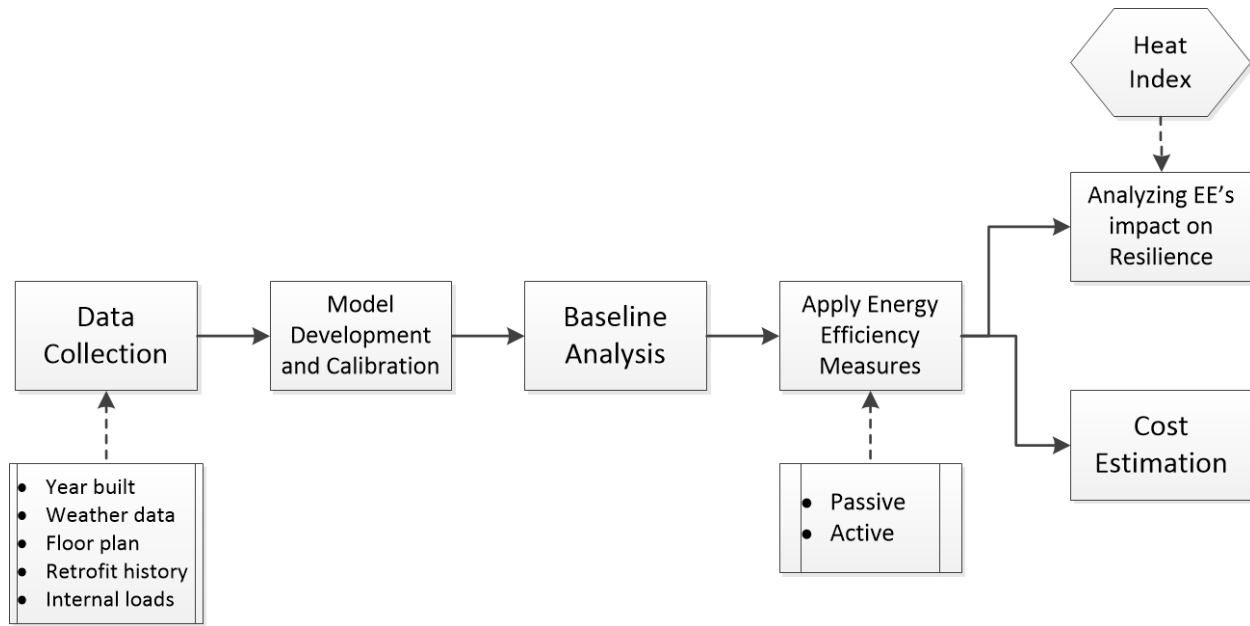 Heat
Index
Analyzing EE's
impact on
Resilience
Data
Collection
Model
Development
and Calibration
Baseline
Analysis
Apply Energy
Efficiency
Measures
Cost
Estimation
• Year built
• Weather data
• Floor plan
• Retrofit history
• Internal loads
• Passive
• Active